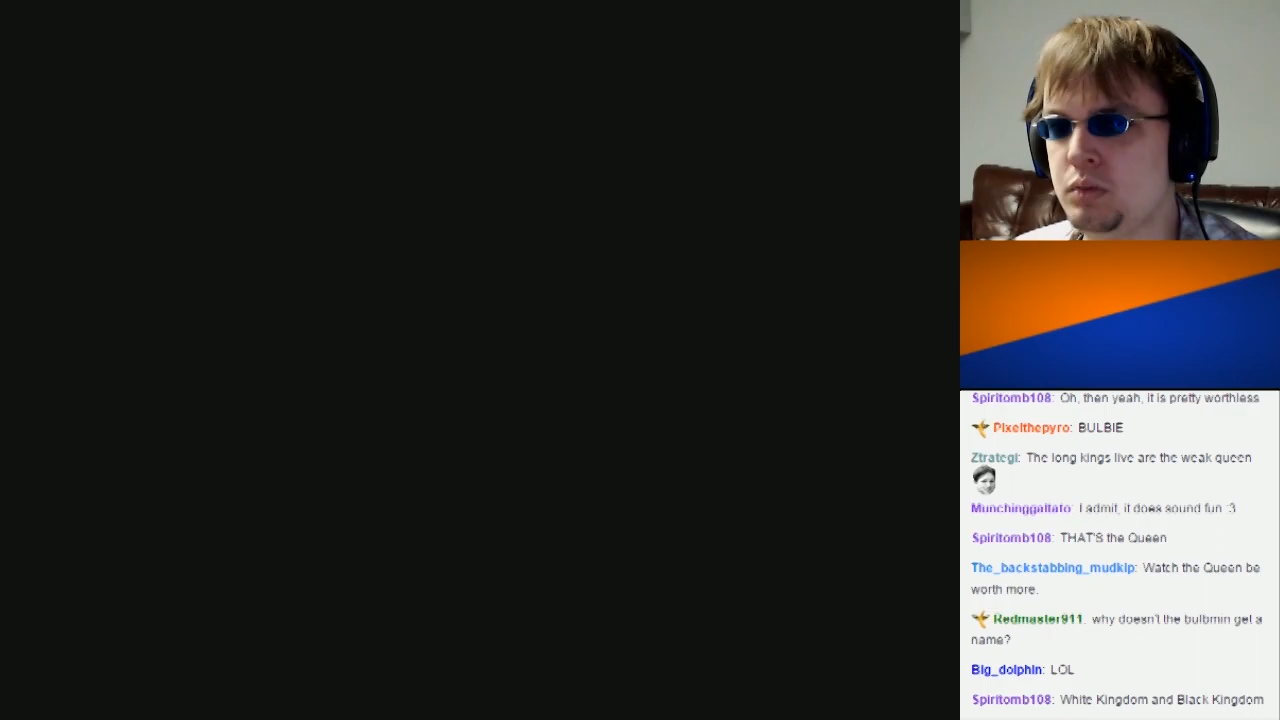 Spiritomb108: Oh, then yeah, it is pretty worthless
Pixelthepyro: BULBIE
Ztrategi: The long kings live are the weak queen
Munchinggaltato: I admit, it does sound fun :3
Spiritomb108: THAT'S the Queen
The_backstabbing_mudkip: Watch the Queen be
worth more.
Redmaster911: why doesn't the bulbmin get a
name?
Big_dolphin: LOL
Spiritomb108: White Kingdom and Black Kingdom